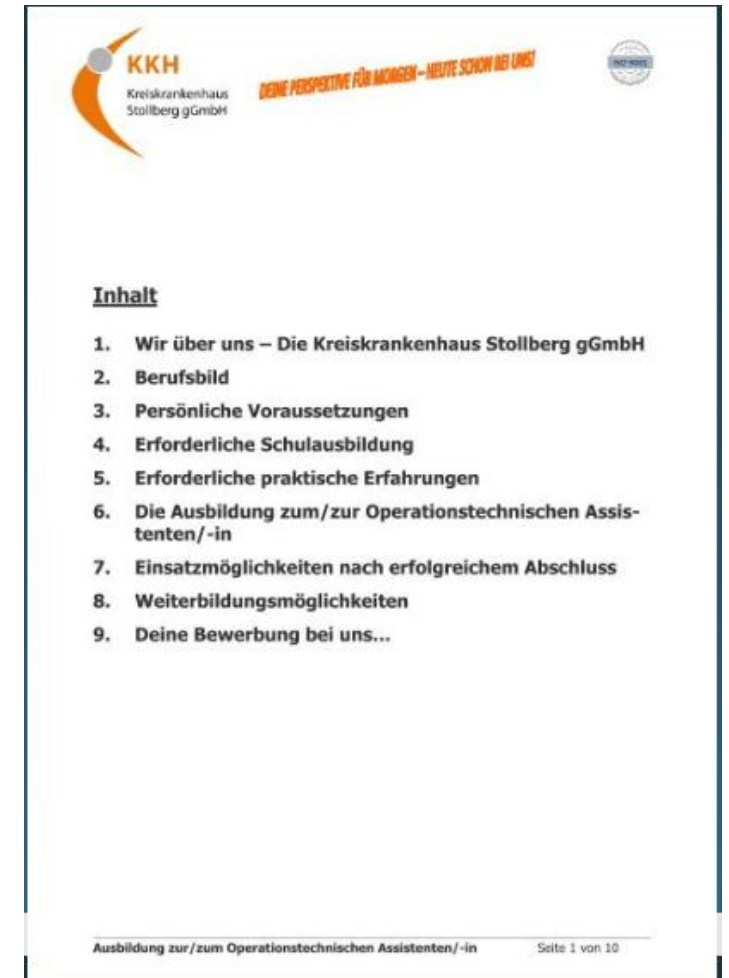 KKH
Kreiskrankenhaus
Stollberg gGmbH
DEINE PERSPEKTIVE FÜR MORGEN – HEUTE SCHON BEI UNS!
ISO 9001
Inhalt
1. Wir über uns – Die Kreiskrankenhaus Stollberg gGmbH
2. Berufsbild
3. Persönliche Voraussetzungen
4. Erforderliche Schulausbildung
5. Erforderliche praktische Erfahrungen
6. Die Ausbildung zum/zur Operationstechnischen Assis-
tenten/-in
7. Einsatzmöglichkeiten nach erfolgreichem Abschluss
8. Weiterbildungsmöglichkeiten
9. Deine Bewerbung bei uns...
Ausbildung zur/zum Operationstechnischen Assistenten/-in Seite 1 von 10